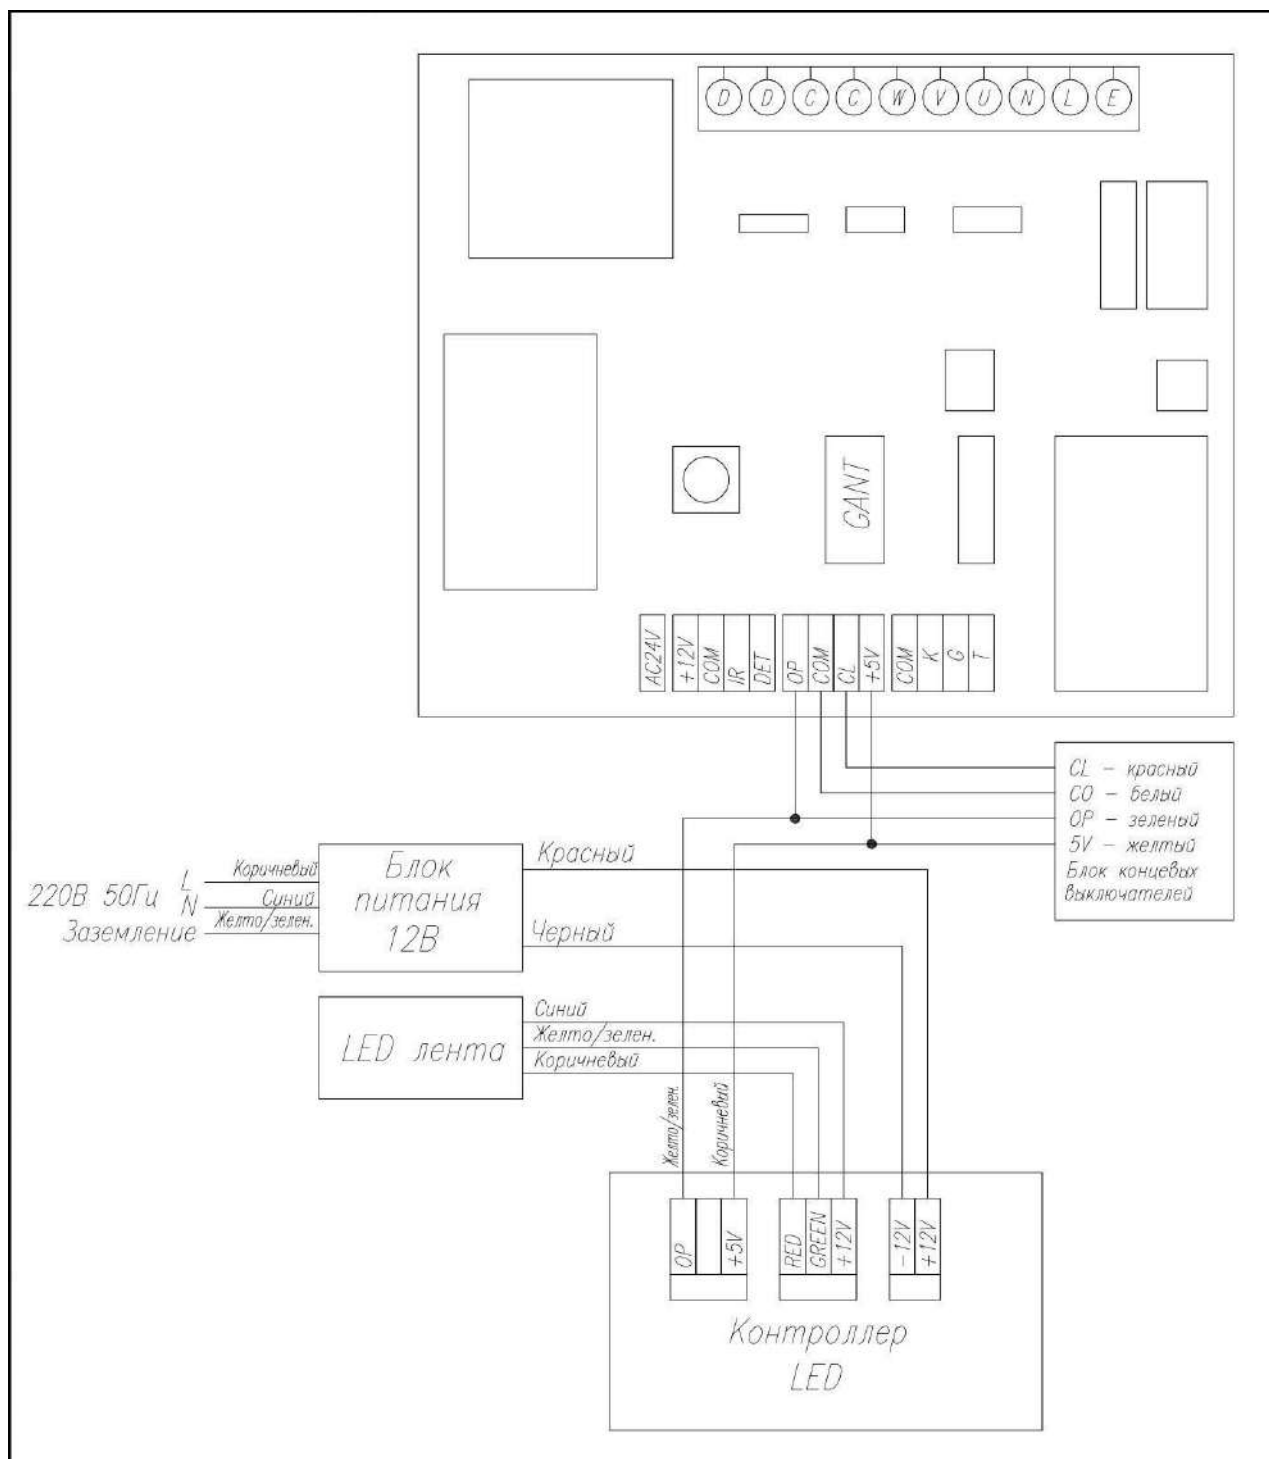 D D C C W V U N L E
GANT
AC24V
+12V
COM
IR
DET
OP
COM
CL
+5V
COM
K
G
T
CL - красный
CO - белый
OP - зеленый
5V - желтый
Блок концевых
выключателей
220В 50Ги
L
N
Заземление
Коричневый
Синий
Желто/зелен.
Блок
питания
12В
Красный
Черный
LED лента
Синий
Желто/зелен.
Коричневый
Желто/зелен.
Коричневый
OP
+5V
RED
GREEN
+12V
-12V
+12V
Контроллер
LED